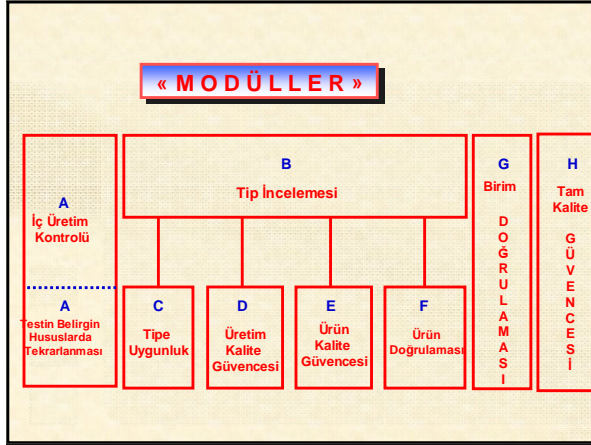 « M O D Ü L L E R »
A
İç Üretim
Kontrolü
A
Testin Belirgin
Hususlarda
Tekrarlanması
B
Tip İncelemesi
C
Tipe
Uygunluk
D
Üretim
Kalite
Güvencesi
E
Ürün
Kalite
Güvencesi
F
Ürün
Doğrulaması
G
Birim
D
O
Ğ
R
U
L
A
M
A
S
I
H
Tam
Kalite
G
Ü
V
E
N
C
E
S
İ